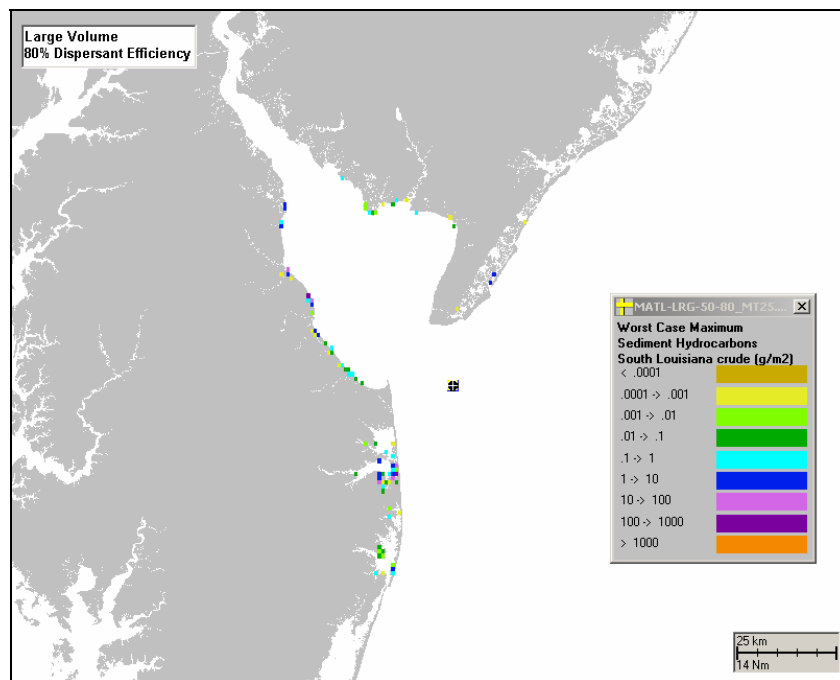 Large Volume
80% Dispersant Efficiency
MATL-LRG-50-80_MT25....
Worst Case Maximum
Sediment Hydrocarbons
South Louisiana crude (g/m2)
< .0001
.0001 -> .001
.001 -> .01
.01 -> .1
.1 -> 1
1 -> 10
10 -> 100
100 -> 1000
> 1000
25 km
14 Nm